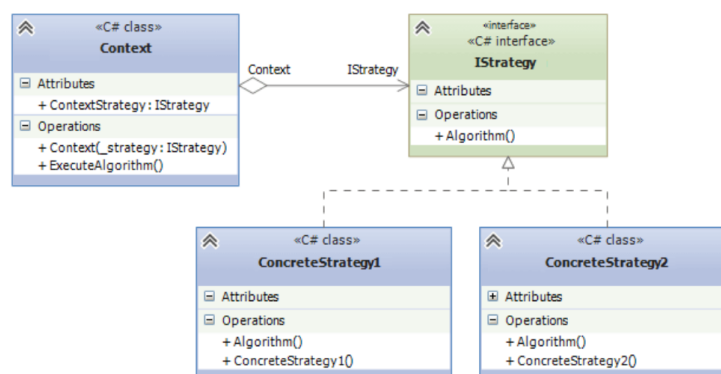 «C# class»
Context
Attributes
+ ContextStrategy : IStrategy
Operations
+ Context(_strategy : IStrategy)
+ ExecuteAlgorithm()
Context
IStrategy
«interface»
«C# interface»
IStrategy
Attributes
Operations
+ Algorithm()
«C# class»
ConcreteStrategy1
Attributes
Operations
+ Algorithm()
+ ConcreteStrategy1()
«C# class»
ConcreteStrategy2
Attributes
Operations
+ Algorithm()
+ ConcreteStrategy2()